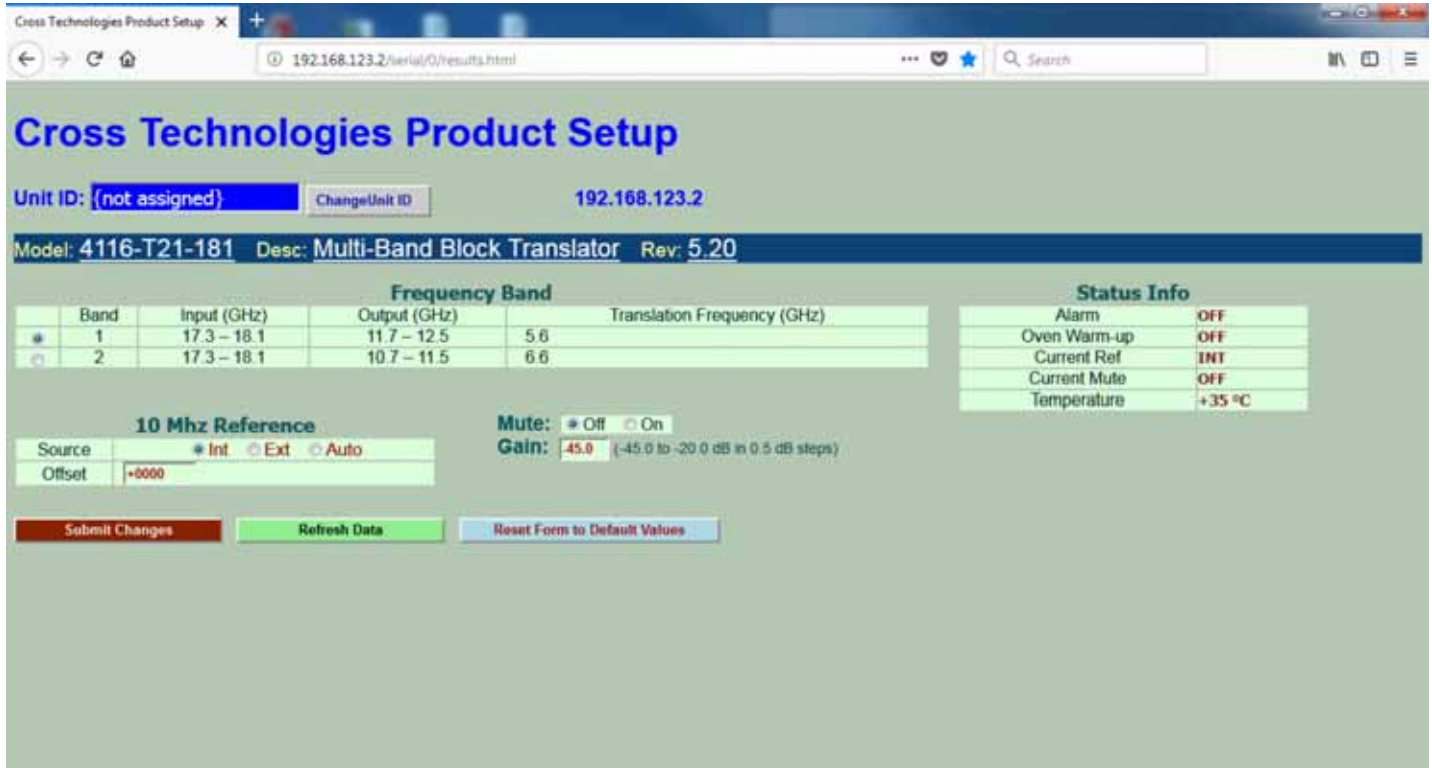 Cross Technologies Product Setup
192.168.123.2/serial/0/results.html
Search
Cross Technologies Product Setup
Unit ID: {not assigned} ChangeUnit ID 192.168.123.2
Model: 4116-T21-181 Desc: Multi-Band Block Translator Rev: 5.20
Frequency Band
Band Input (GHz) Output (GHz) Translation Frequency (GHz)
1 17.3 – 18.1 11.7 – 12.5 5.6
2 17.3 – 18.1 10.7 – 11.5 6.6
Status Info
Alarm OFF
Oven Warm-up OFF
Current Ref INT
Current Mute OFF
Temperature +35 ºC
10 Mhz Reference
Source Int Ext Auto
Offset +0000
Mute: Off On
Gain: -45.0 (-45.0 to -20.0 dB in 0.5 dB steps)
Submit Changes Refresh Data Reset Form to Default Values